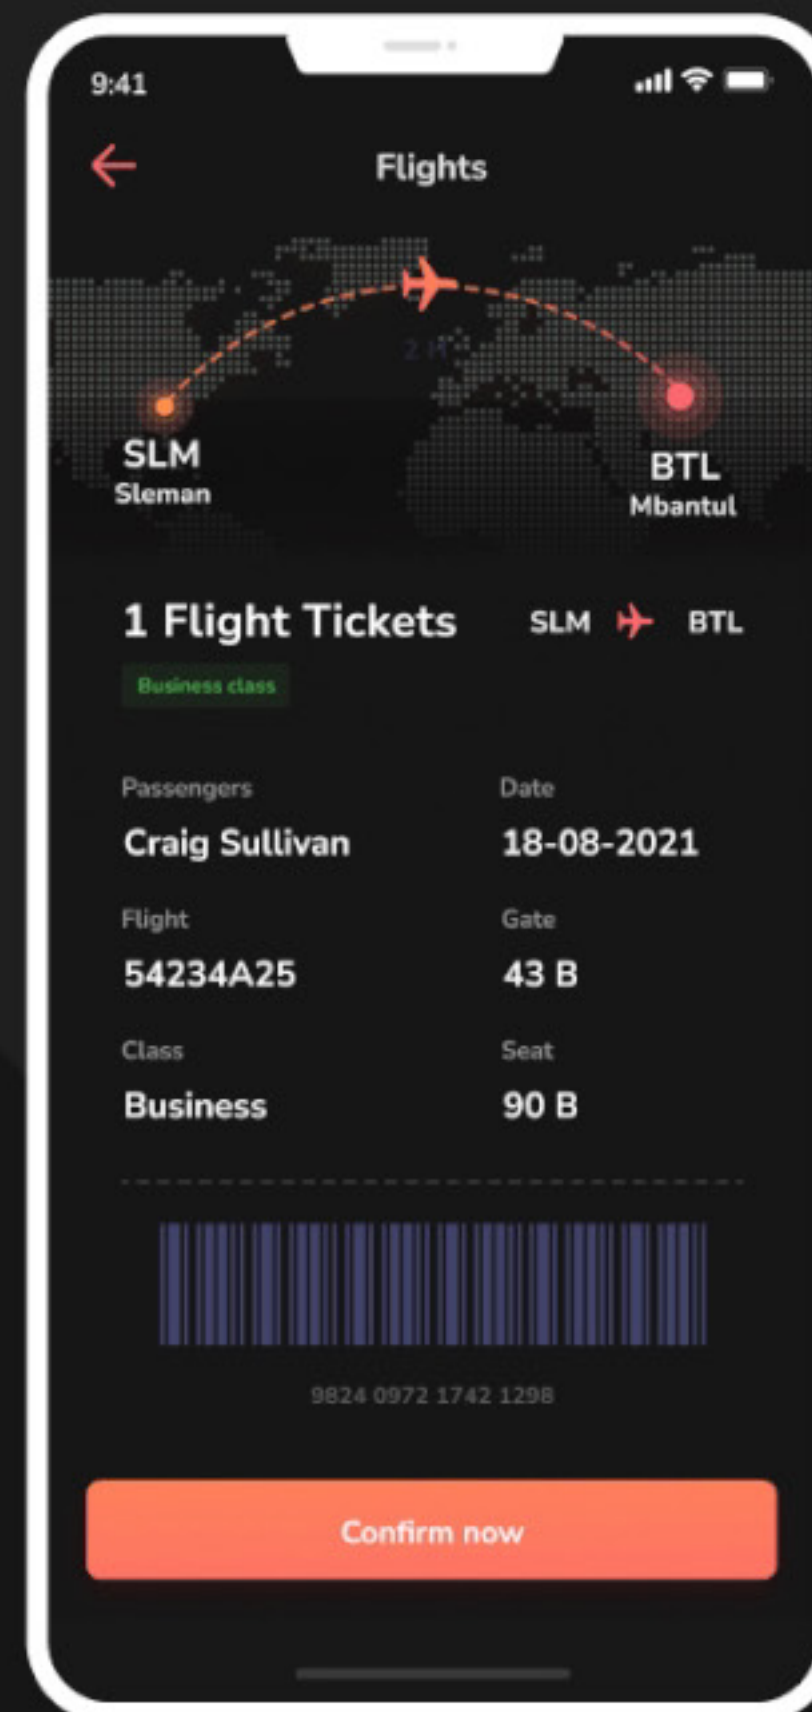 9:41
Flights
SLM
Sleman
BTL
Mbantul
1 Flight Tickets
SLM BTL
Business class
Passengers Date
Craig Sullivan 18-08-2021
Flight Gate
54234A25 43 B
Class Seat
Business 90 B
9824 0972 1742 1298
Confirm now